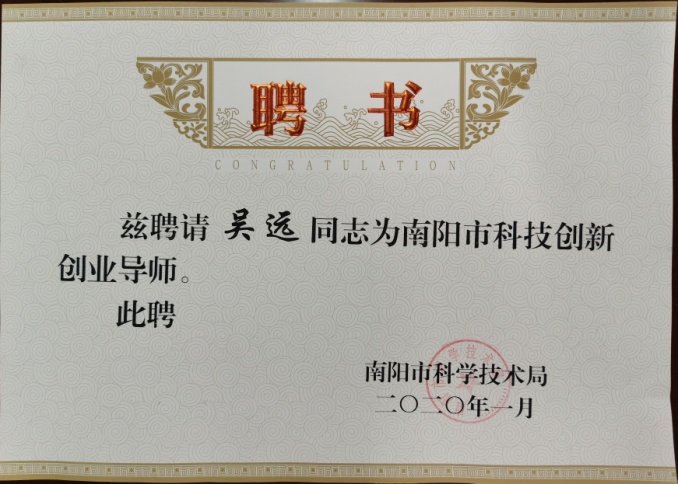 聘书
CONGRATULATION
兹聘请 吴远 同志为南阳市科技创新
创业导师。
此聘
南阳市科学技术局
二〇二〇年一月